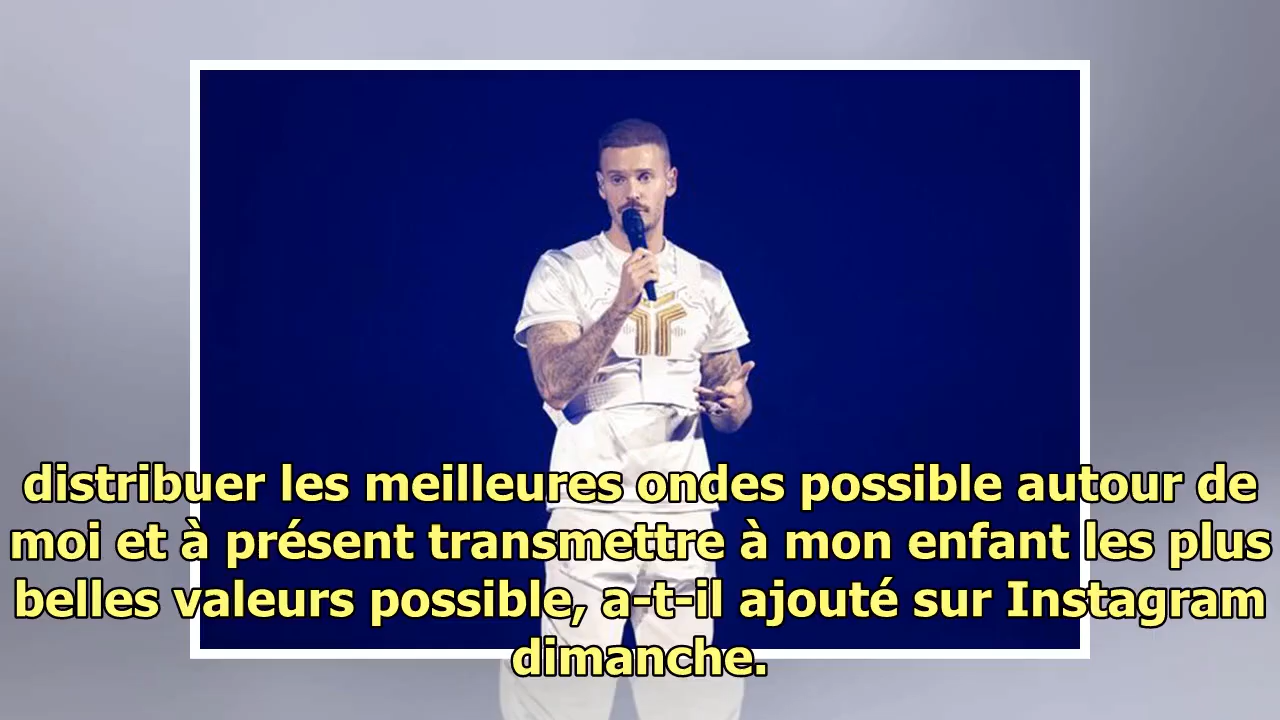 distribuer les meilleures ondes possible autour de
moi et à présent transmettre à mon enfant les plus
belles valeurs possible, a-t-il ajouté sur Instagram
dimanche.